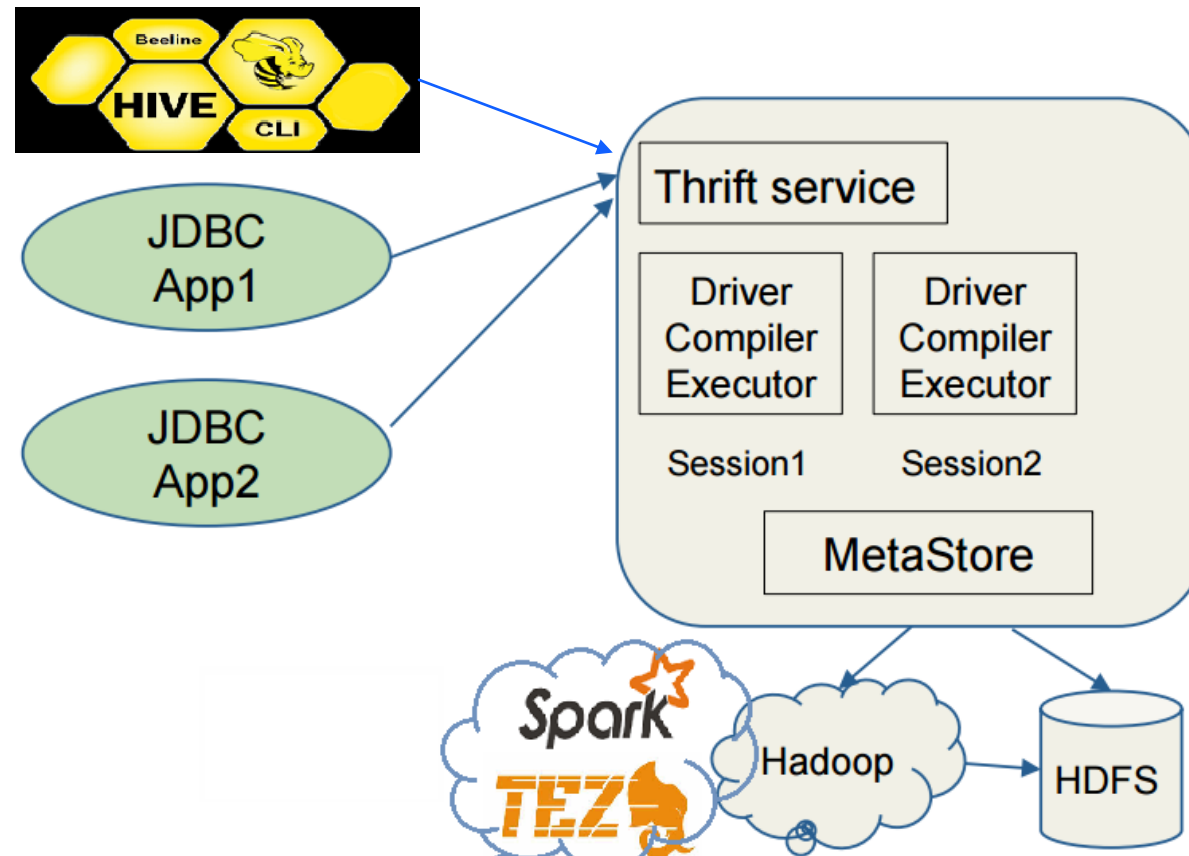 Beeline
HIVE
CLI
JDBC
App1
JDBC
App2
Thrift service
Driver
Compiler
Executor
Driver
Compiler
Executor
Session1
Session2
MetaStore
Spark
TEZ
Hadoop
HDFS